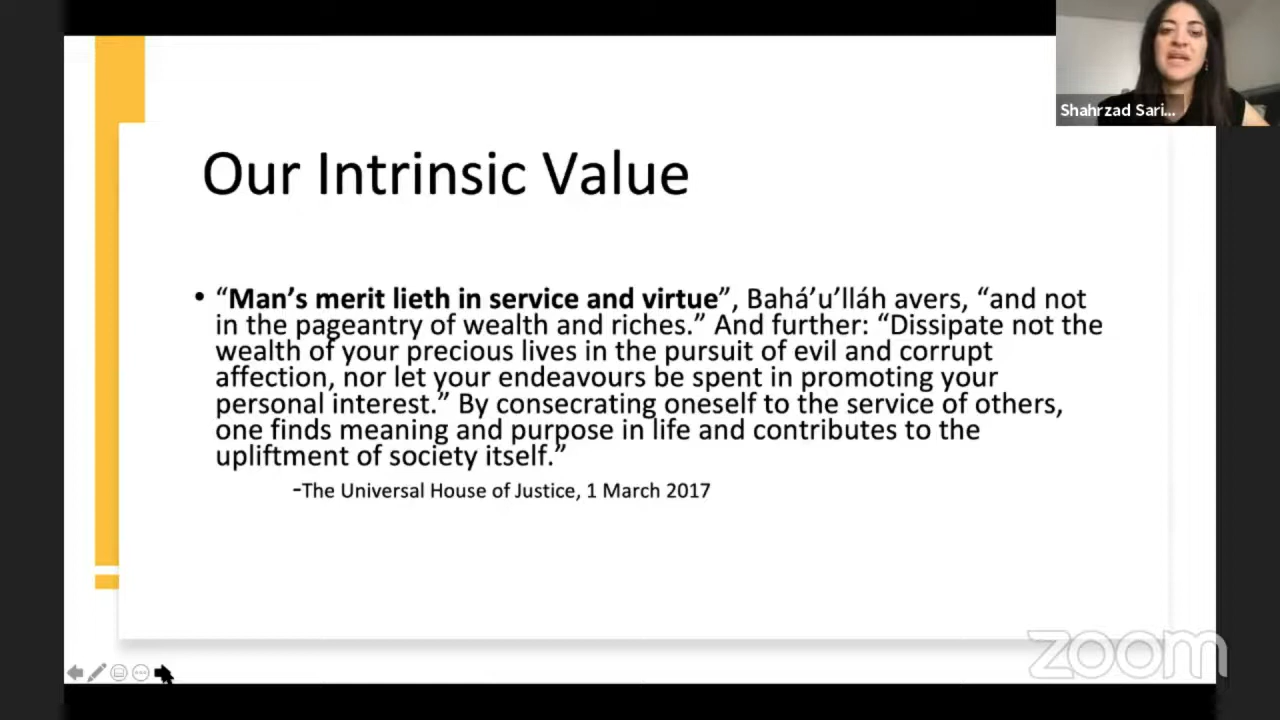 Shahrzad Sari...
Our Intrinsic Value
• “Man’s merit lieth in service and virtue”, Bahá’u’lláh avers, “and not
in the pageantry of wealth and riches.” And further: “Dissipate not the
wealth of your precious lives in the pursuit of evil and corrupt
affection, nor let your endeavours be spent in promoting your
personal interest.” By consecrating oneself to the service of others,
one finds meaning and purpose in life and contributes to the
upliftment of society itself.”
-The Universal House of Justice, 1 March 2017
zoom